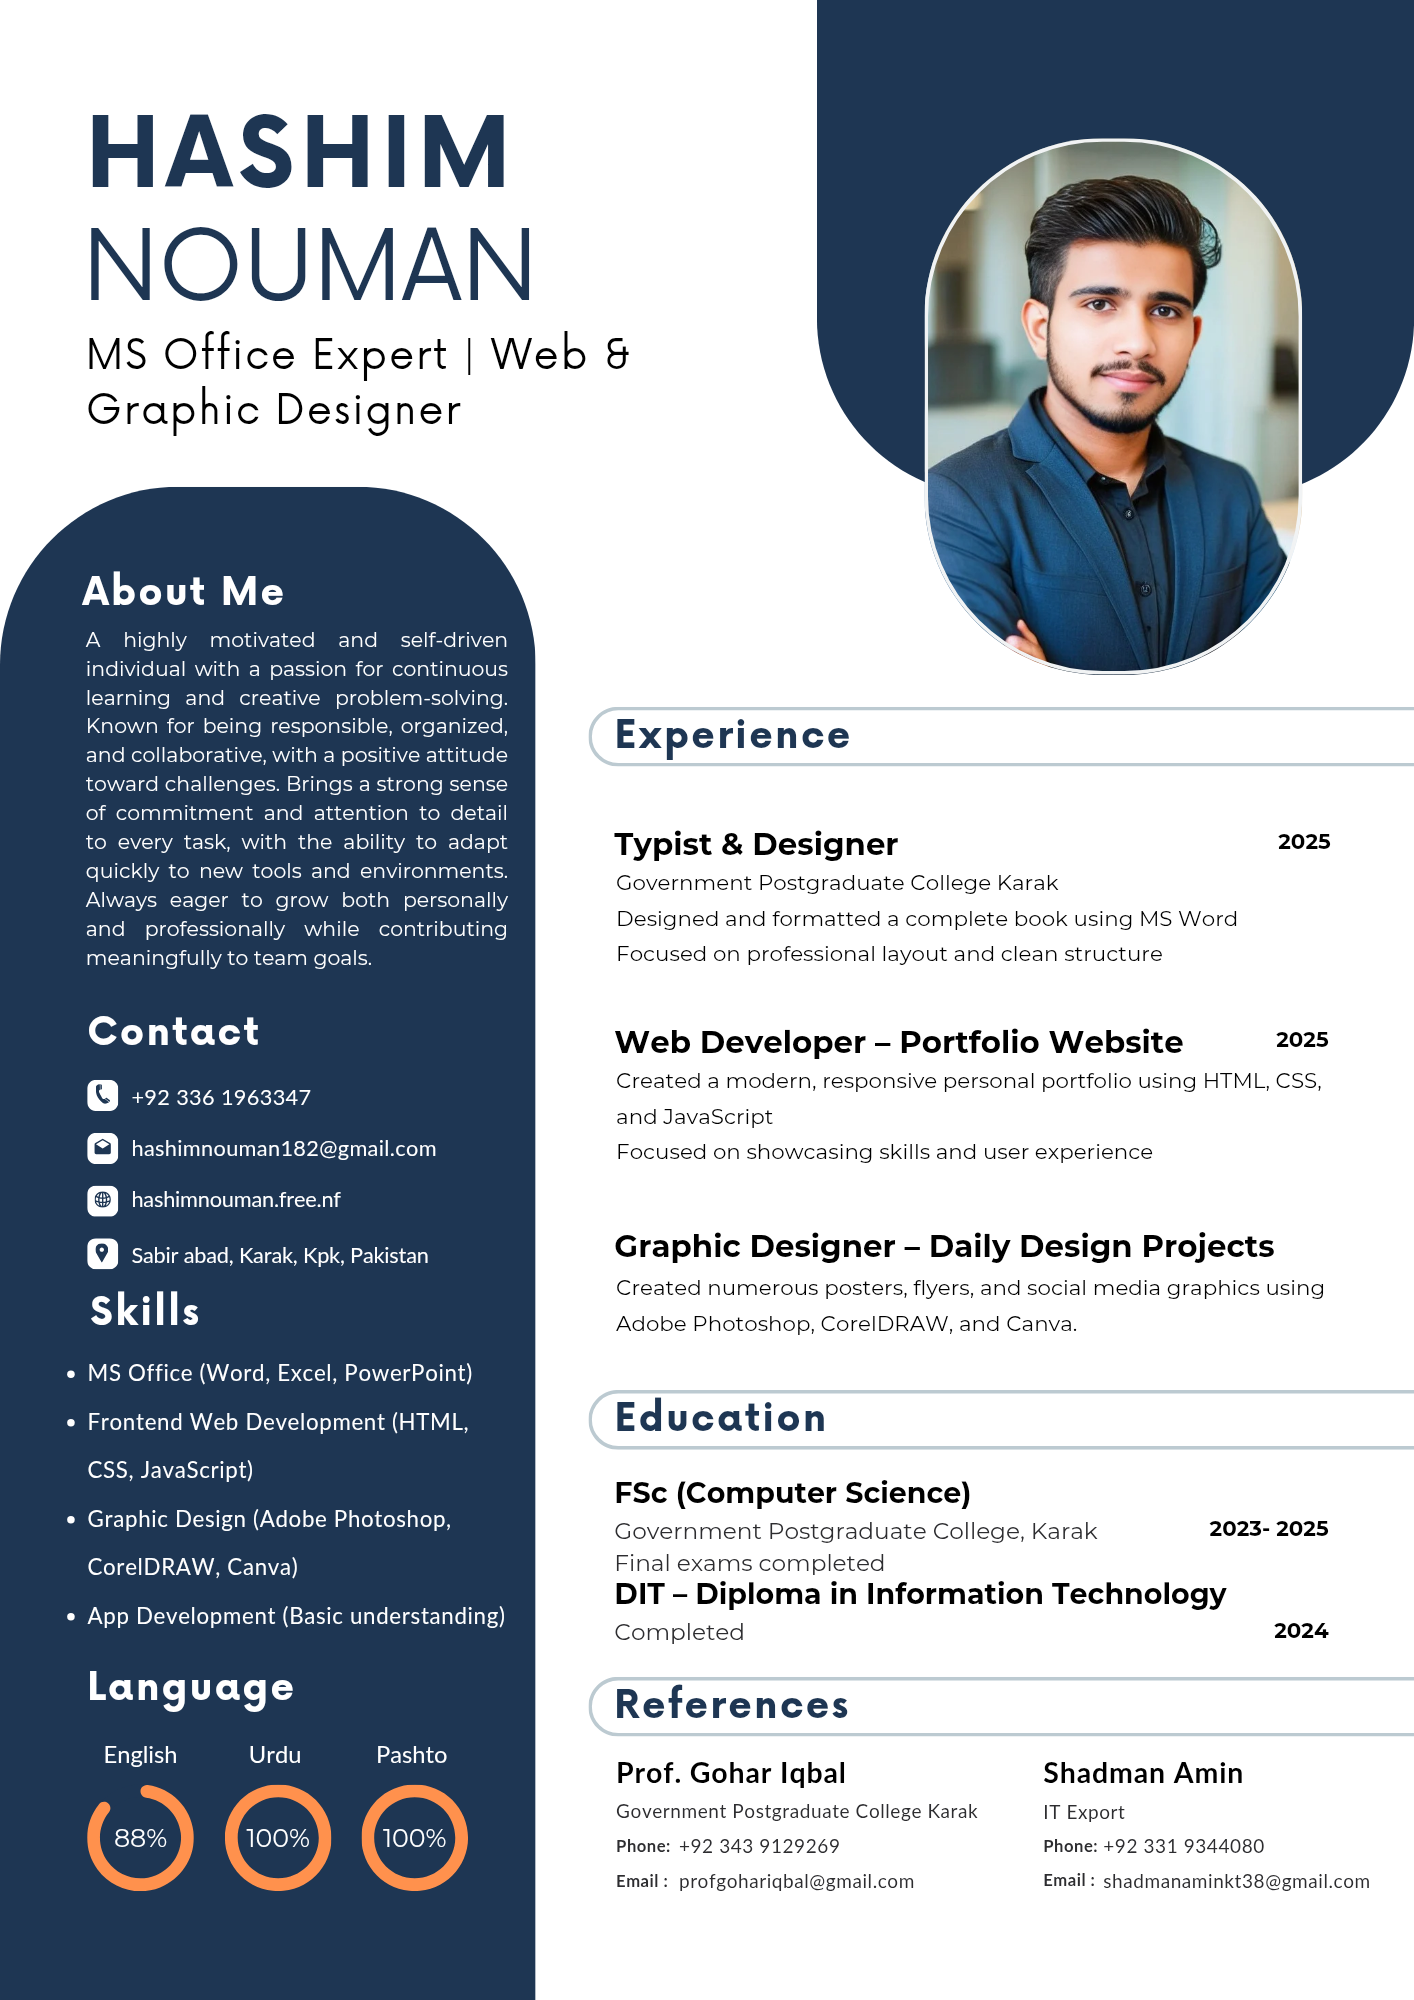 HASHIM
NOUMAN
MS Office Expert | Web &
Graphic Designer
About Me
A highly motivated and self-driven
individual with a passion for continuous
learning and creative problem-solving.
Known for being responsible, organized,
and collaborative, with a positive attitude
toward challenges. Brings a strong sense
of commitment and attention to detail
to every task, with the ability to adapt
quickly to new tools and environments.
Always eager to grow both personally
and professionally while contributing
meaningfully to team goals.
Contact
+92 336 1963347
hashimnouman182@gmail.com
hashimnouman.free.nf
Sabir abad, Karak, Kpk, Pakistan
Skills
• MS Office (Word, Excel, PowerPoint)
• Frontend Web Development (HTML,
CSS, JavaScript)
• Graphic Design (Adobe Photoshop,
CorelDRAW, Canva)
• App Development (Basic understanding)
Language
English Urdu Pashto
88% 100% 100%
Experience
Typist & Designer 2025
Government Postgraduate College Karak
Designed and formatted a complete book using MS Word
Focused on professional layout and clean structure
Web Developer – Portfolio Website 2025
Created a modern, responsive personal portfolio using HTML, CSS,
and JavaScript
Focused on showcasing skills and user experience
Graphic Designer – Daily Design Projects
Created numerous posters, flyers, and social media graphics using
Adobe Photoshop, CorelDRAW, and Canva.
Education
FSc (Computer Science)
Government Postgraduate College, Karak 2023- 2025
Final exams completed
DIT – Diploma in Information Technology
Completed 2024
References
Prof. Gohar Iqbal
Government Postgraduate College Karak
Phone: +92 343 9129269
Email : profgohariqbal@gmail.com
Shadman Amin
IT Export
Phone: +92 331 9344080
Email : shadmanaminkt38@gmail.com